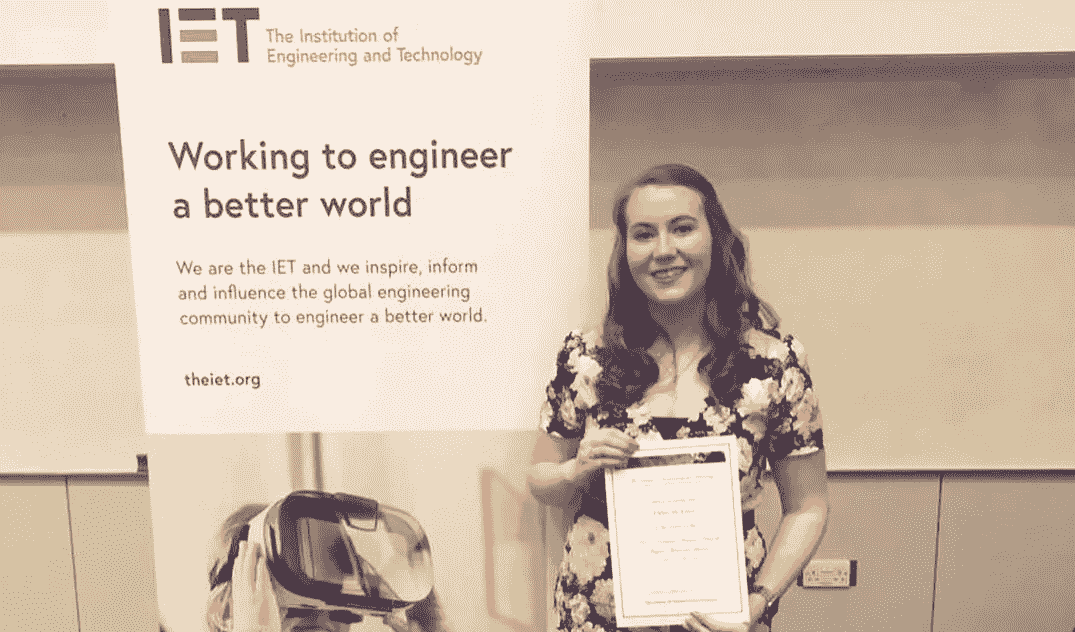 IET
The Institution of
Engineering and Technology
Working to engineer
a better world
We are the IET and we inspire, inform
and influence the global engineering
community to engineer a better world.
theiet.org